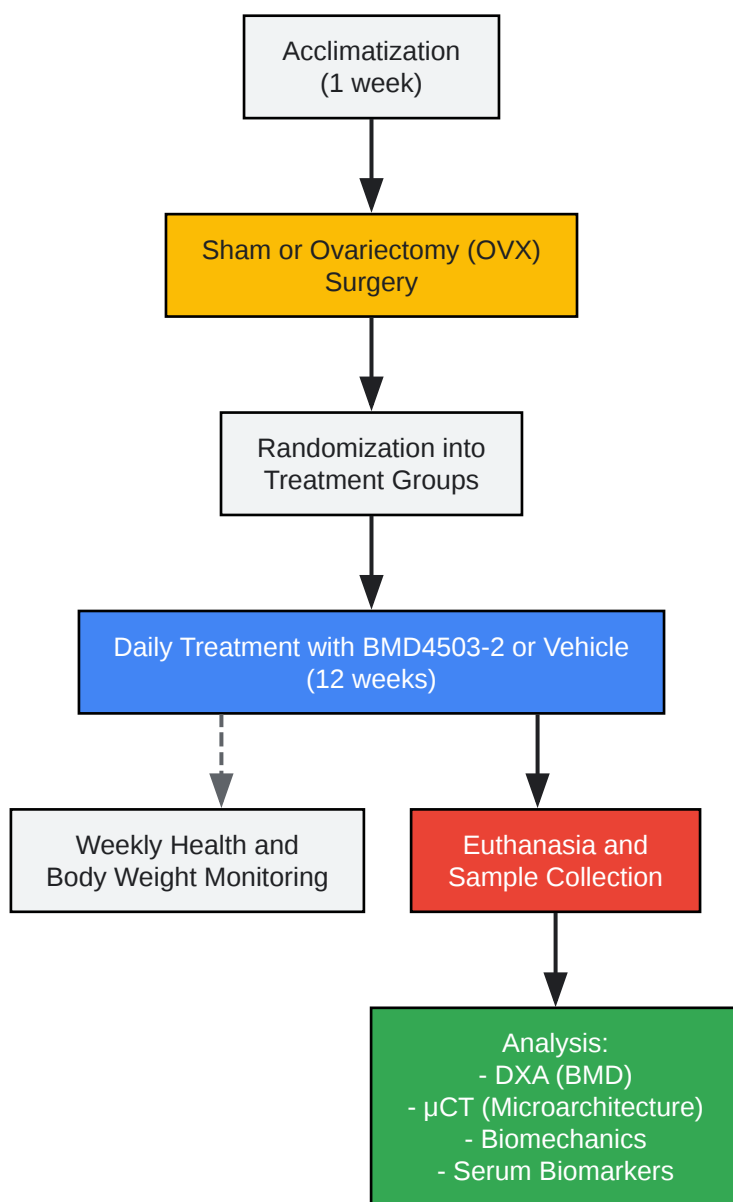 Acclimatization
(1 week)
Sham or Ovariectomy (OVX)
Surgery
Randomization into
Treatment Groups
Daily Treatment with BMD4503-2 or Vehicle
(12 weeks)
Weekly Health and
Body Weight Monitoring
Euthanasia and
Sample Collection
Analysis:
- DXA (BMD)
- μCT (Microarchitecture)
- Biomechanics
- Serum Biomarkers